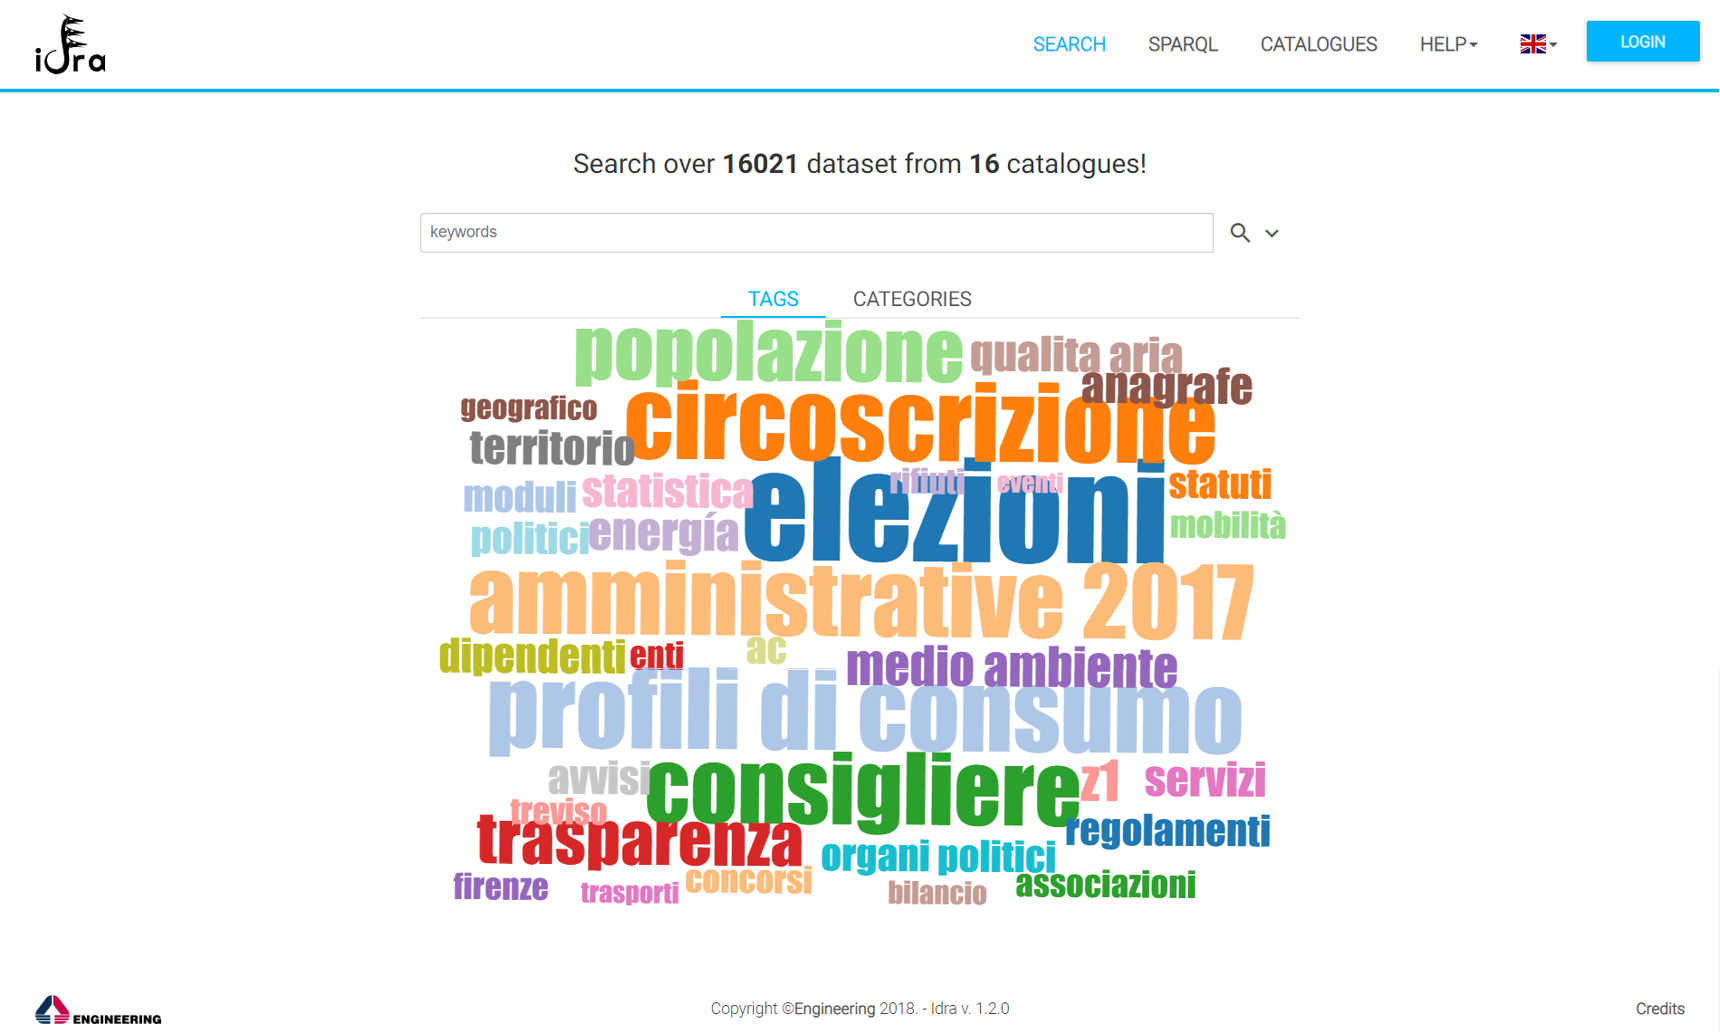 idra
SEARCH
SPARQL
CATALOGUES
HELP
LOGIN
Search over 16021 dataset from 16 catalogues!
keywords
TAGS
CATEGORIES
popolazione
qualita aria
anagrafe
geografico
circoscrizione
territorio
rifiuti
eventi
statuti
moduli
statistica
elezioni
mobilità
politici
energía
amministrative 2017
dipendenti
enti
ac
medio ambiente
profili di consumo
avvisi
consigliere
z1
servizi
treviso
trasparenza
regolamenti
organi politici
firenze
trasporti
concorsi
bilancio
associazioni
ENGINEERING
Copyright ©Engineering 2018. - Idra v. 1.2.0
Credits